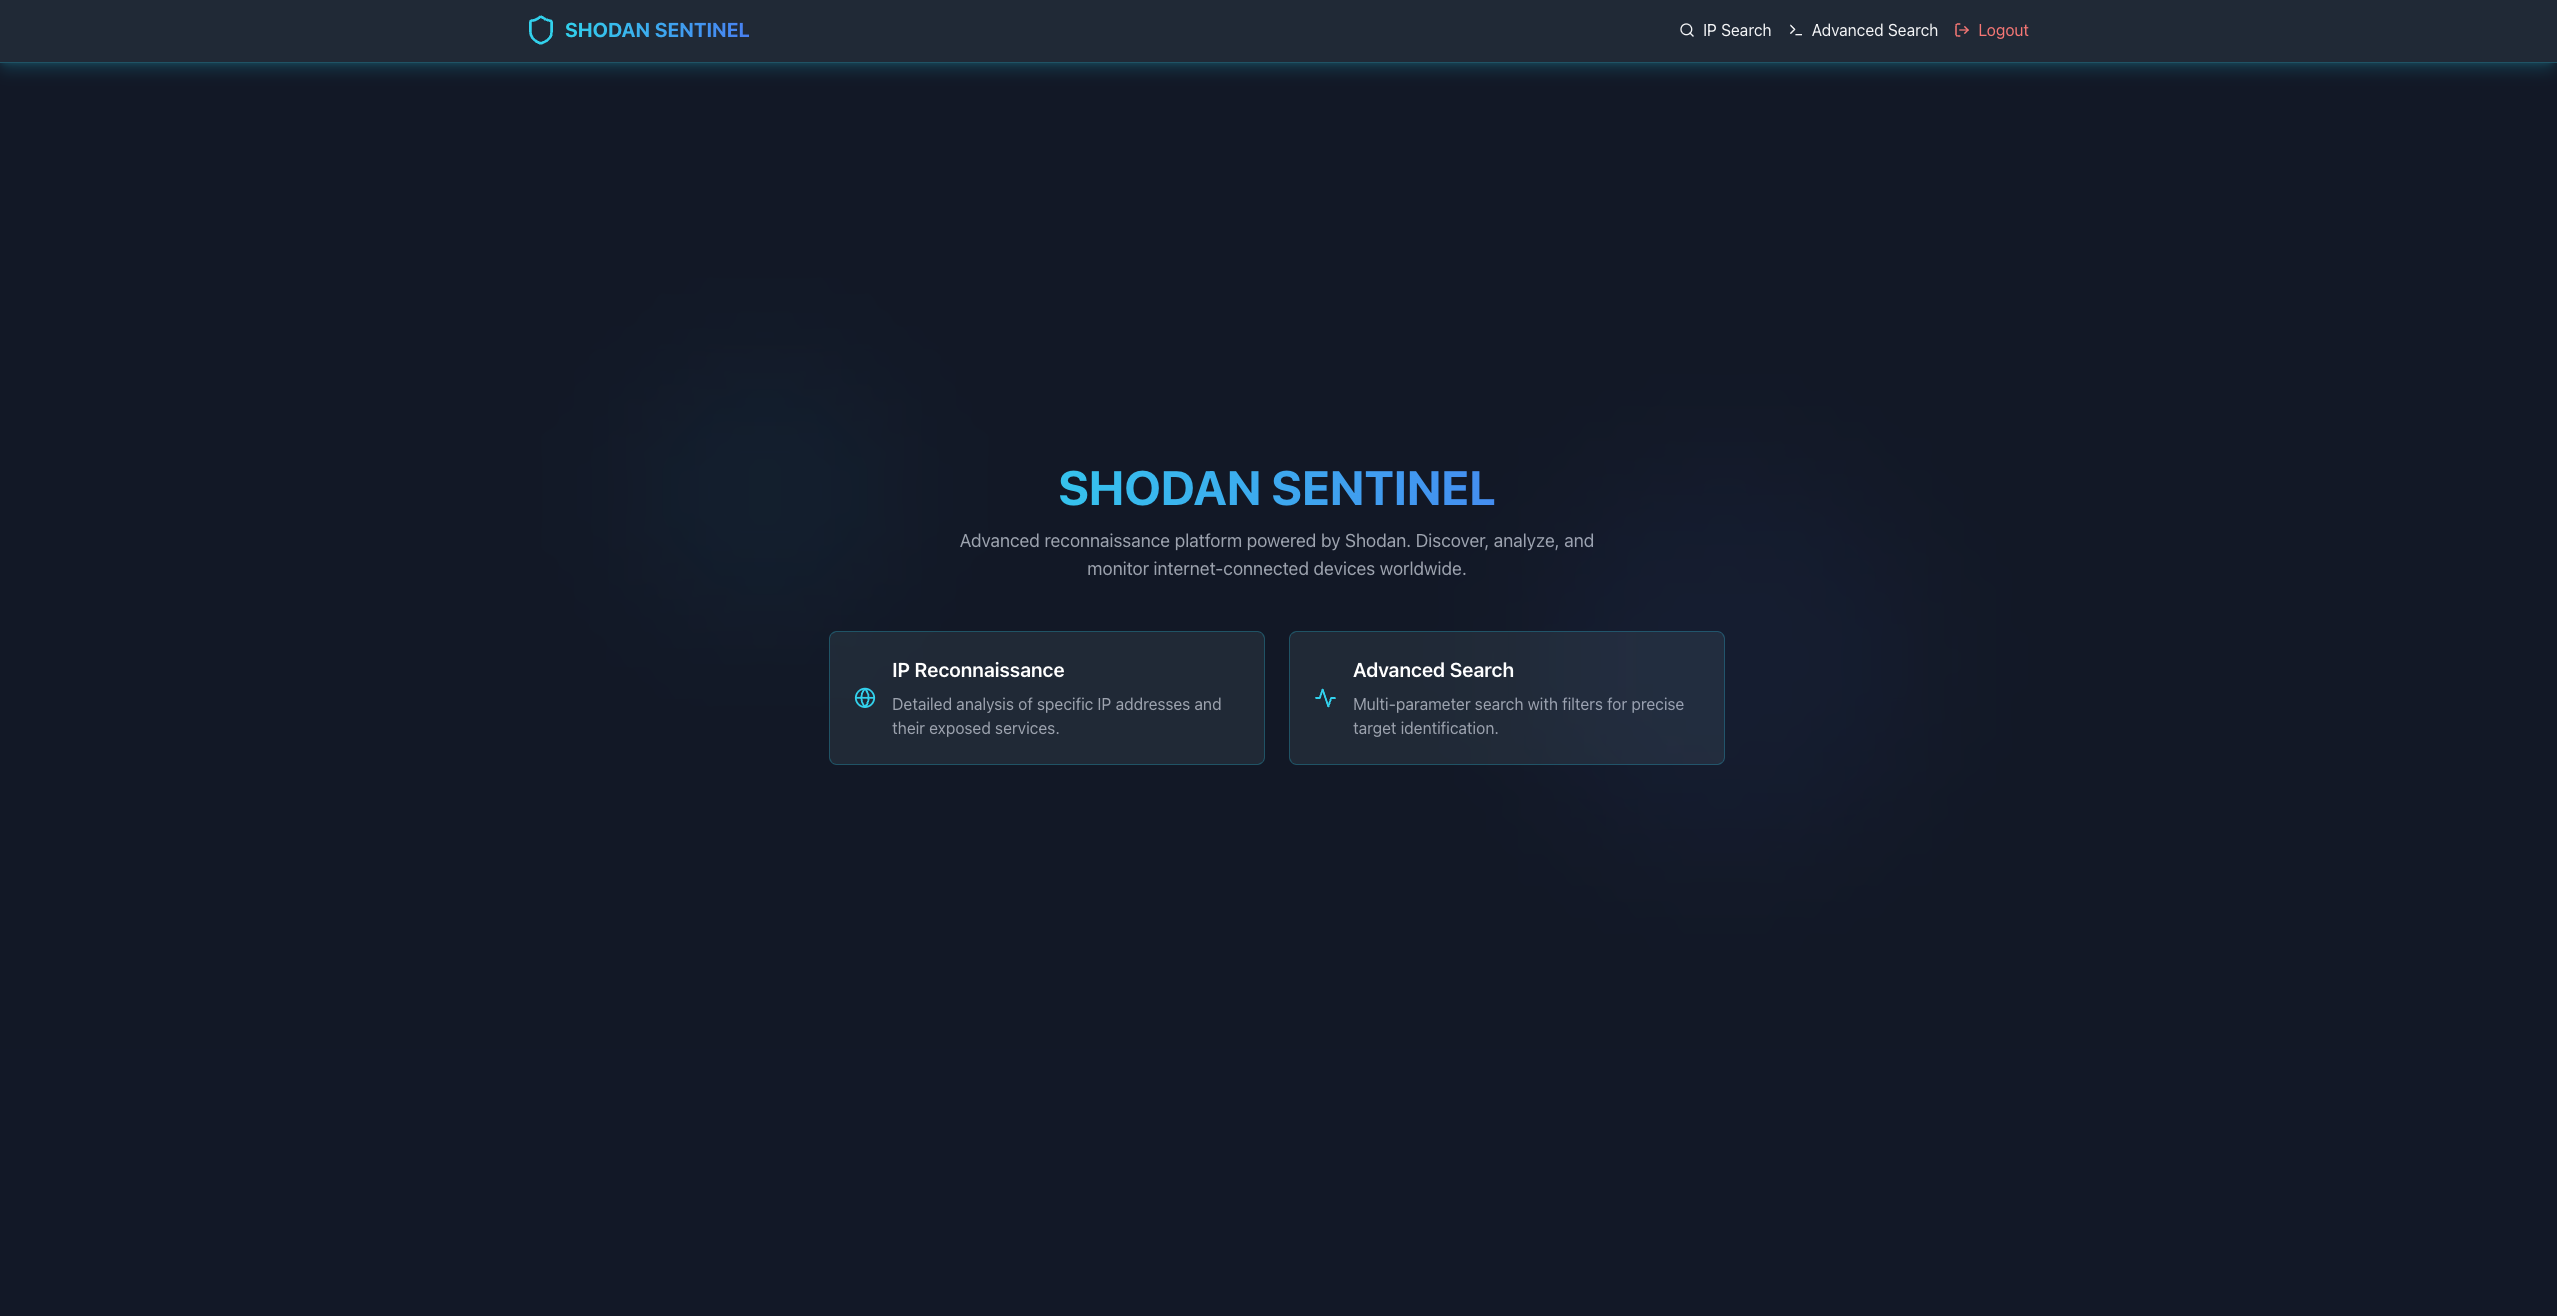 SHODAN SENTINEL
IP Search
Advanced Search
Logout
SHODAN SENTINEL
Advanced reconnaissance platform powered by Shodan. Discover, analyze, and
monitor internet-connected devices worldwide.
IP Reconnaissance
Detailed analysis of specific IP addresses and
their exposed services.
Advanced Search
Multi-parameter search with filters for precise
target identification.